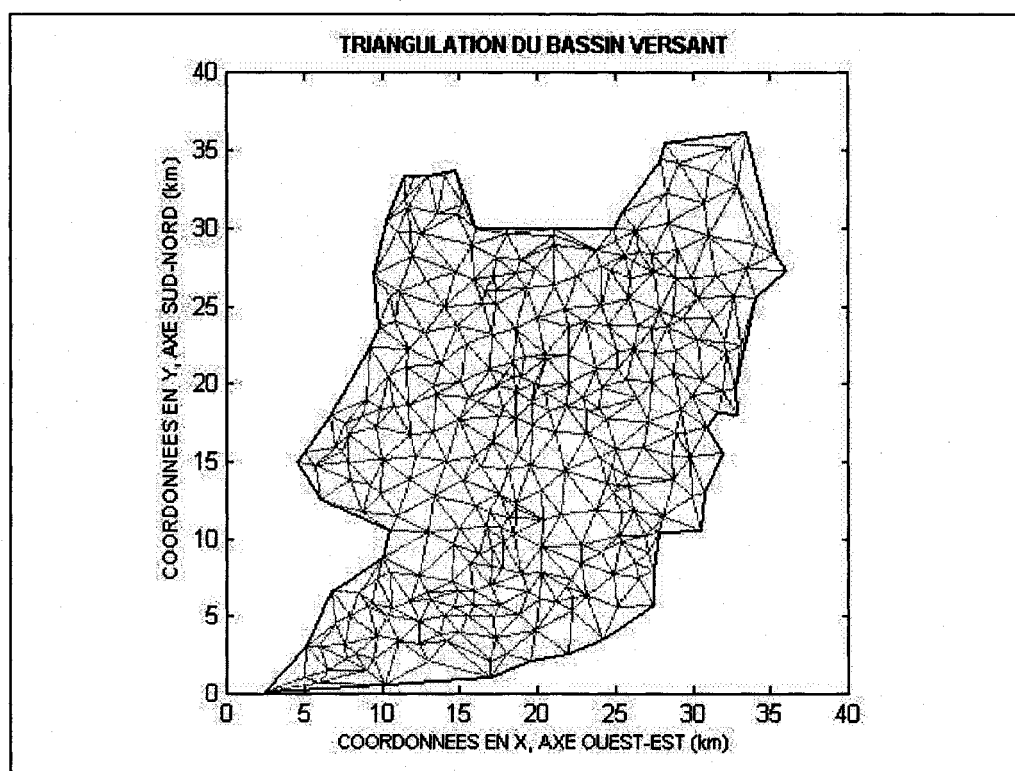 TRIANGULATION DU BASSIN VERSANT
40
35
30
25
20
15
10
5
0
COORDONNEES EN Y, AXE SUD-NORD (km)
0 5 10 15 20 25 30 35 40
COORDONNEES EN X, AXE OUEST-EST (km)